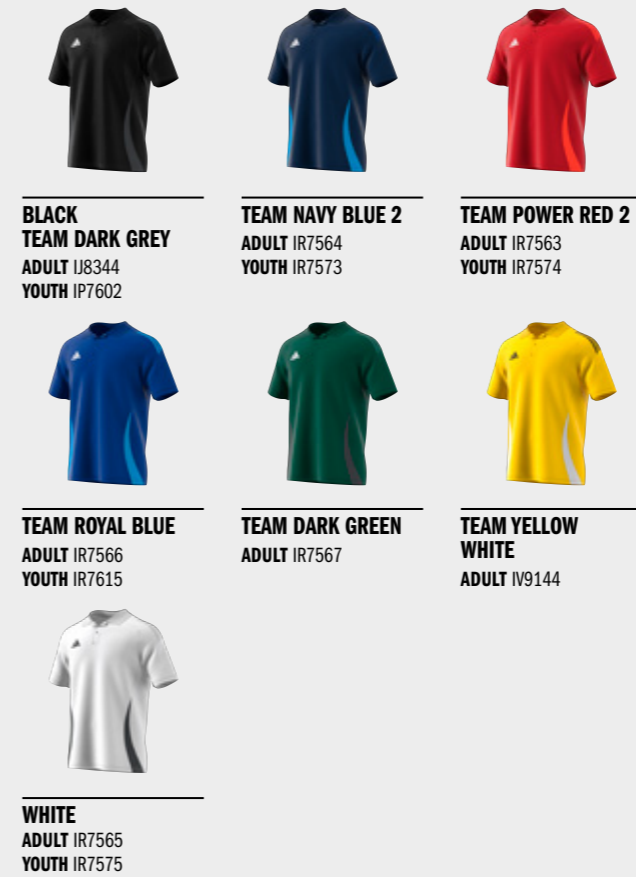 BLACK
TEAM DARK GREY
ADULT IJ8344
YOUTH IP7602
TEAM NAVY BLUE 2
ADULT IR7564
YOUTH IR7573
TEAM POWER RED 2
ADULT IR7563
YOUTH IR7574
TEAM ROYAL BLUE
ADULT IR7566
YOUTH IR7615
TEAM DARK GREEN
ADULT IR7567
TEAM YELLOW
WHITE
ADULT IV9144
WHITE
ADULT IR7565
YOUTH IR7575